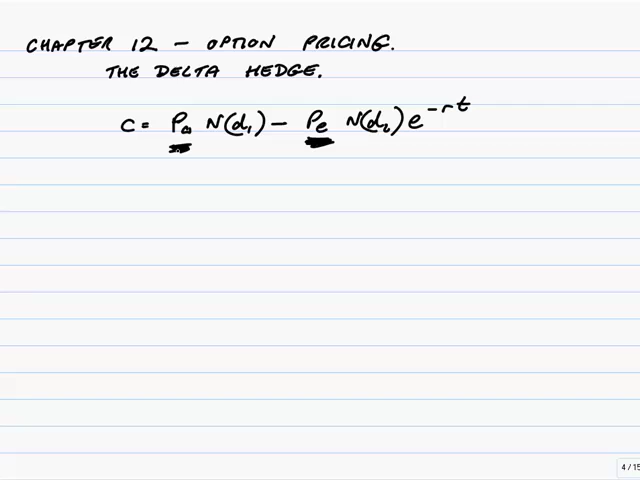 CHAPTER 12 – OPTION PRICING.
THE DELTA HEDGE.
C = Pa N(d1) – Pe N(d2) e^-rt
4 / 15